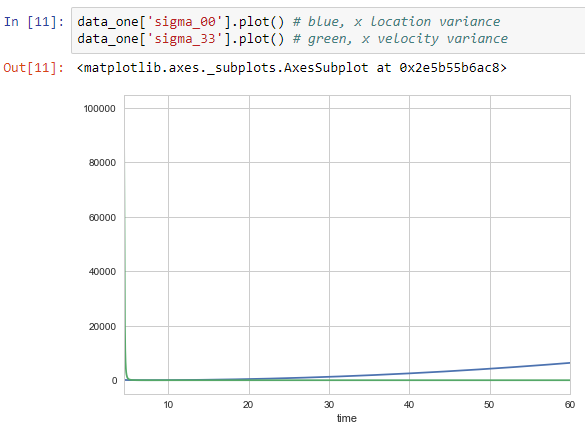 In [11]: data_one['sigma_00'].plot() # blue, x location variance
data_one['sigma_33'].plot() # green, x velocity variance
Out[11]: <matplotlib.axes._subplots.AxesSubplot at 0x2e5b55b6ac8>
100000
80000
60000
40000
20000
0
10 20 30 40 50 60
time